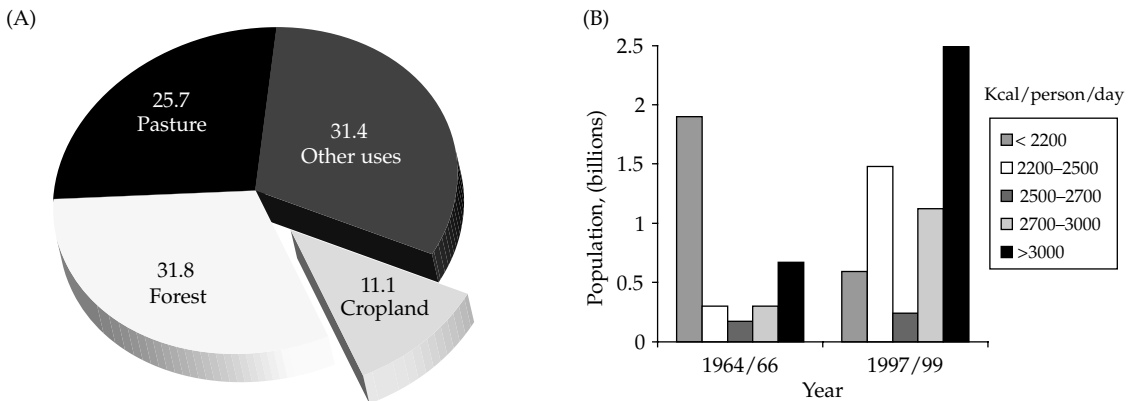 (A)
25.7
Pasture
31.4
Other uses
31.8
Forest
11.1
Cropland
(B)
Population, (billions)
2.5
2
1.5
1
0.5
0
1964/66
1997/99
Year
Kcal/person/day
< 2200
2200–2500
2500–2700
2700–3000
>3000